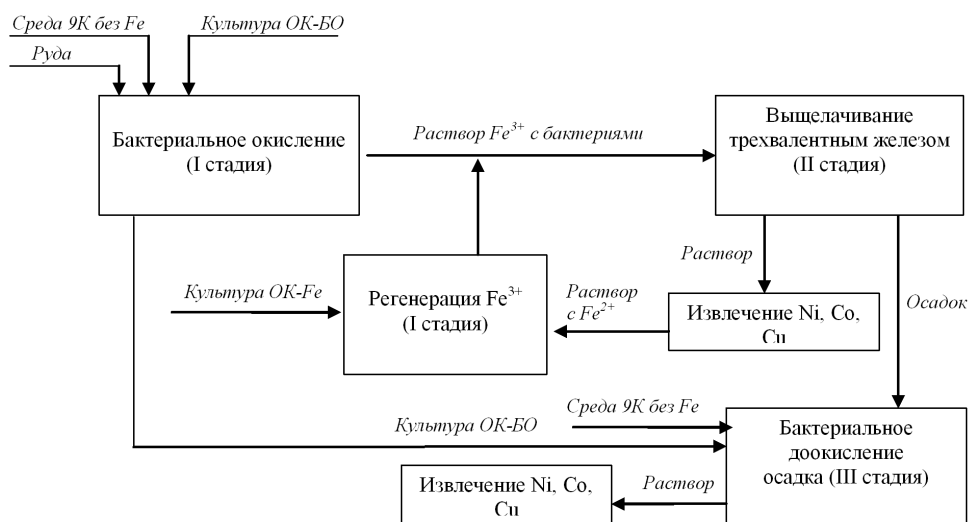 Среда 9К без Fe
Культура ОК-БО
Руда
Бактериальное окисление
(I стадия)
Раствор Fe³⁺ с бактериями
Выщелачивание
трехвалентным железом
(II стадия)
Культура ОК-Fe
Регенерация Fe³⁺
(I стадия)
Раствор
с Fe²⁺
Раствор
Извлечение Ni, Co,
Cu
Осадок
Среда 9К без Fe
Культура ОК-БО
Бактериальное
доокисление
осадка (III стадия)
Раствор
Извлечение Ni, Co,
Cu